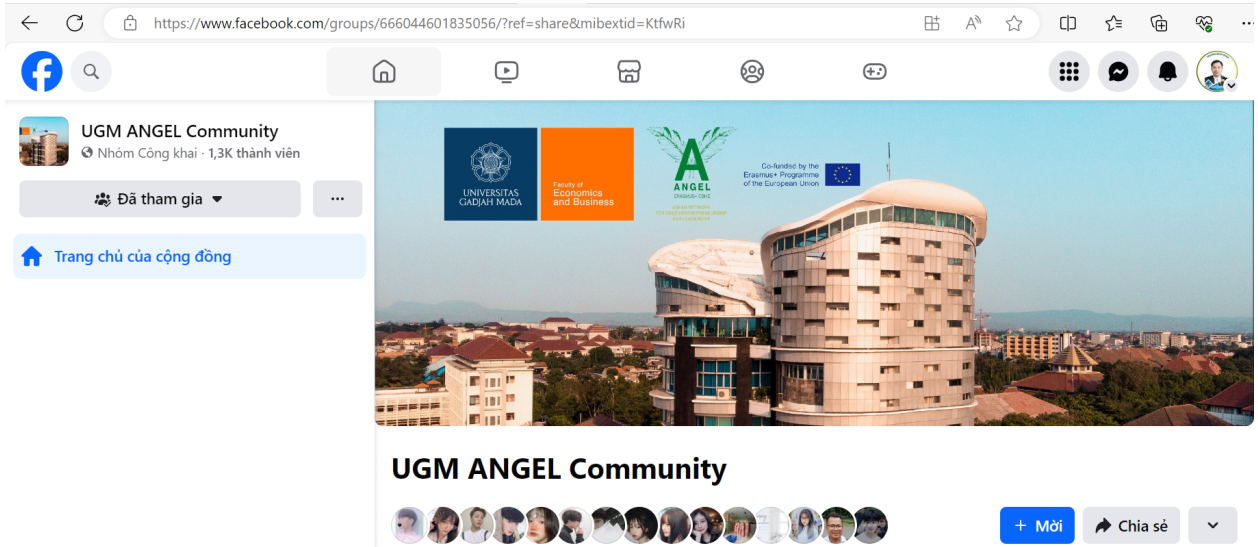 https://www.facebook.com/groups/666044601835056/?ref=share&mibextid=KtfwRi
UGM ANGEL Community
Nhóm Công khai · 1,3K thành viên
Đã tham gia
Trang chủ của cộng đồng
UNIVERSITAS
GADJAH MADA
Faculty of
Economics
and Business
ANGEL
ERASMUS+ CBHE
Co-funded by the
Erasmus+ Programme
of the European Union
UGM ANGEL Community
+ Mời
Chia sẻ